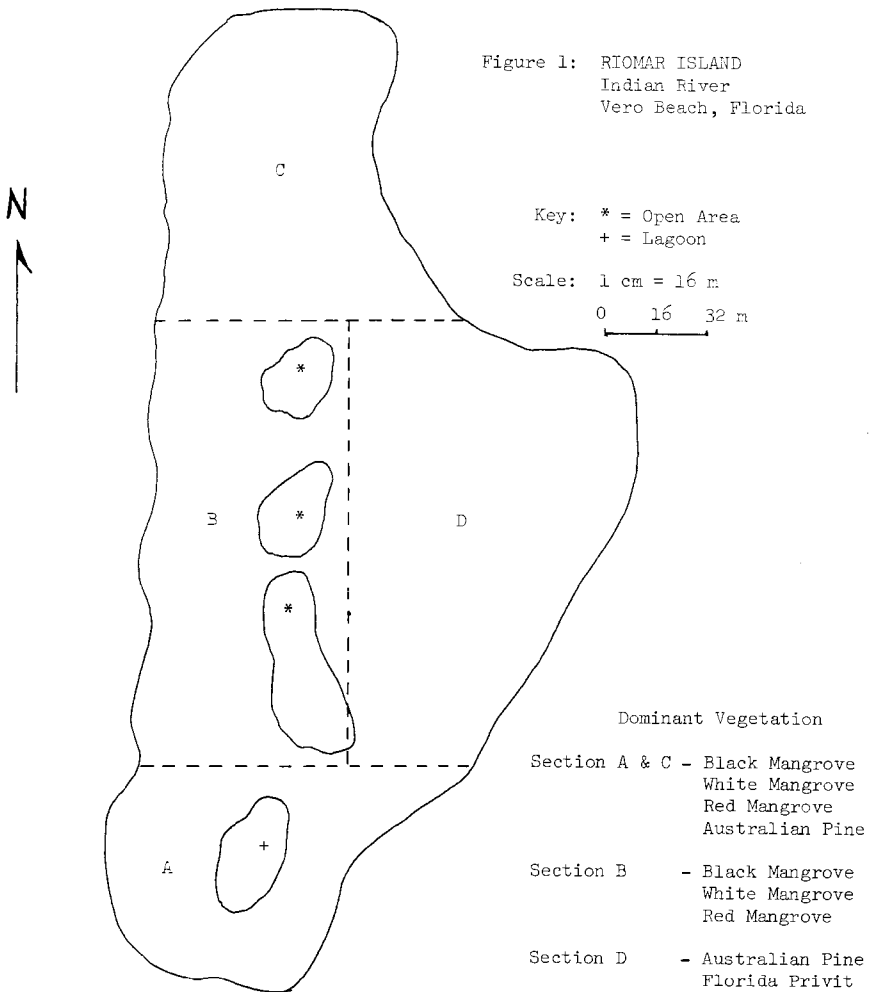 Figure 1: RIOMAR ISLAND
Indian River
Vero Beach, Florida
N
C
Key: * = Open Area
+ = Lagoon
Scale: 1 cm = 16 m
0 16 32 m
*
B
*
D
*
Dominant Vegetation
Section A & C - Black Mangrove
White Mangrove
Red Mangrove
Australian Pine
A
+
Section B - Black Mangrove
White Mangrove
Red Mangrove
Section D - Australian Pine
Florida Privit